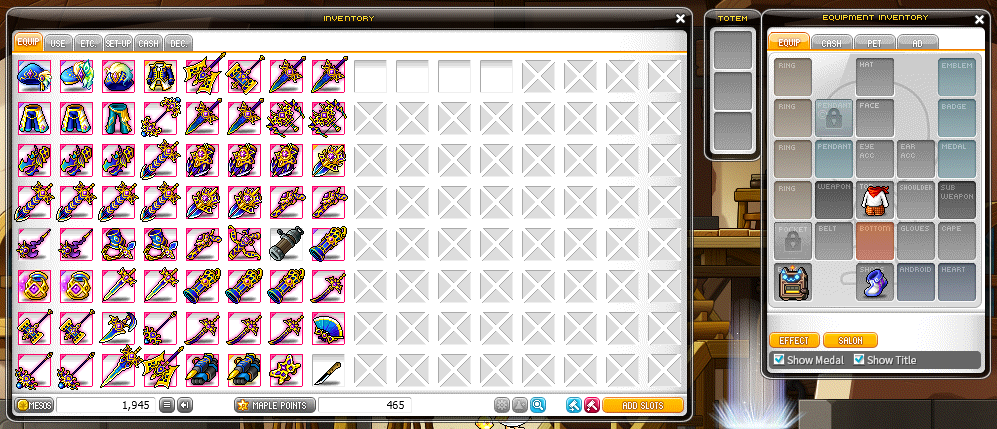 INVENTORY
EQUIP USE ETC. SET-UP CASH DEC.
MESOS 1,945 MAPLE POINTS 465 ADD SLOTS
TOTEM
EQUIPMENT INVENTORY
EQUIP CASH PET AD
RING HAT EMBLEM
RING PENDANT FACE BADGE
RING PENDANT EYE ACC EAR ACC MEDAL
RING WEAPON SHOULDER SUB WEAPON
POCKET BELT BOTTOM GLOVES CAPE
ANDROID HEART
EFFECT SALON
Show Medal Show Title